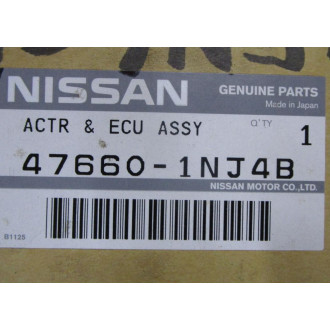 NISSAN
GENUINE PARTS
Made in Japan
ACTR & ECU ASSY
Q'TY
1
47660-1NJ4B
NISSAN MOTOR CO.,LTD.
B1125